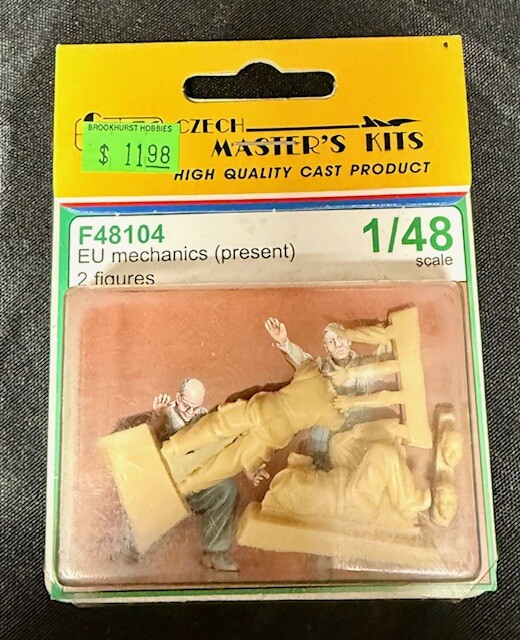 CZECH
MASTER'S KITS
HIGH QUALITY CAST PRODUCT
BROOKHURST HOBBIES
$ 11.98
F48104
EU mechanics (present)
2 figures
1/48
scale